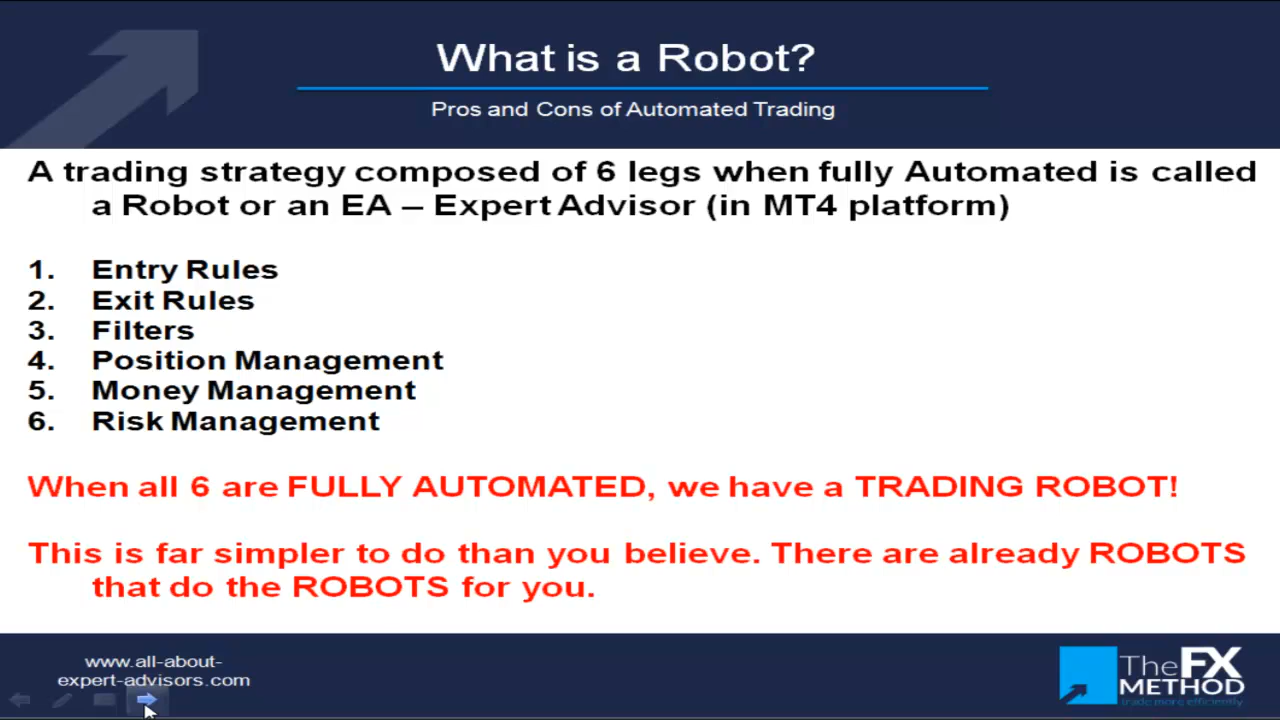 What is a Robot?
Pros and Cons of Automated Trading
A trading strategy composed of 6 legs when fully Automated is called
a Robot or an EA – Expert Advisor (in MT4 platform)
1. Entry Rules
2. Exit Rules
3. Filters
4. Position Management
5. Money Management
6. Risk Management
When all 6 are FULLY AUTOMATED, we have a TRADING ROBOT!
This is far simpler to do than you believe. There are already ROBOTS
that do the ROBOTS for you.
www.all-about-
expert-advisors.com
The FX
METHOD
trade more efficiently